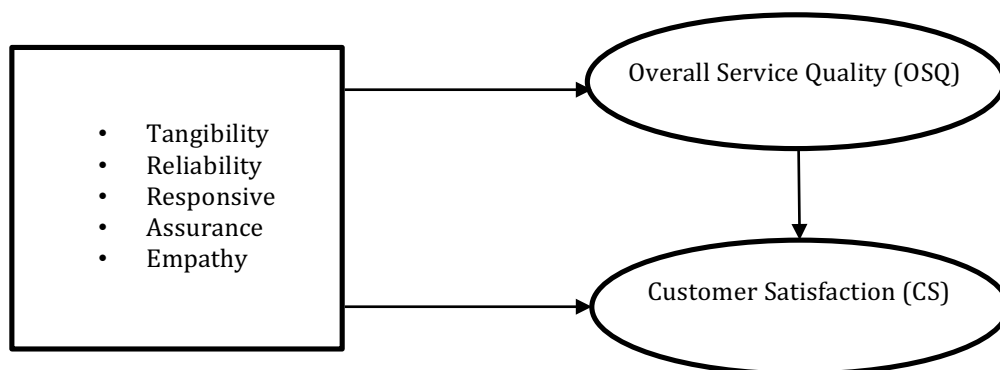 • Tangibility
• Reliability
• Responsive
• Assurance
• Empathy
Overall Service Quality (OSQ)
Customer Satisfaction (CS)